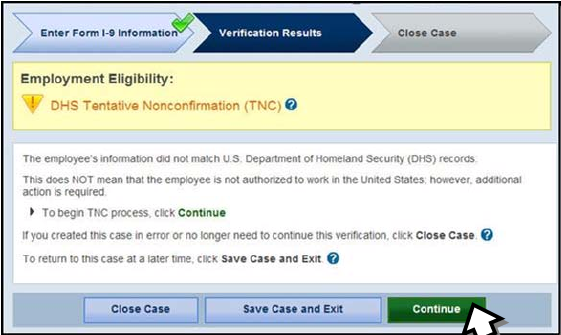 Enter Form I-9 Information
Verification Results
Close Case
Employment Eligibility:
DHS Tentative Nonconfirmation (TNC) ?
The employee's information did not match U.S. Department of Homeland Security (DHS) records.
This does NOT mean that the employee is not authorized to work in the United States; however, additional
action is required.
To begin TNC process, click Continue
If you created this case in error or no longer need to continue this verification, click Close Case. ?
To return to this case at a later time, click Save Case and Exit. ?
Close Case
Save Case and Exit
Continue